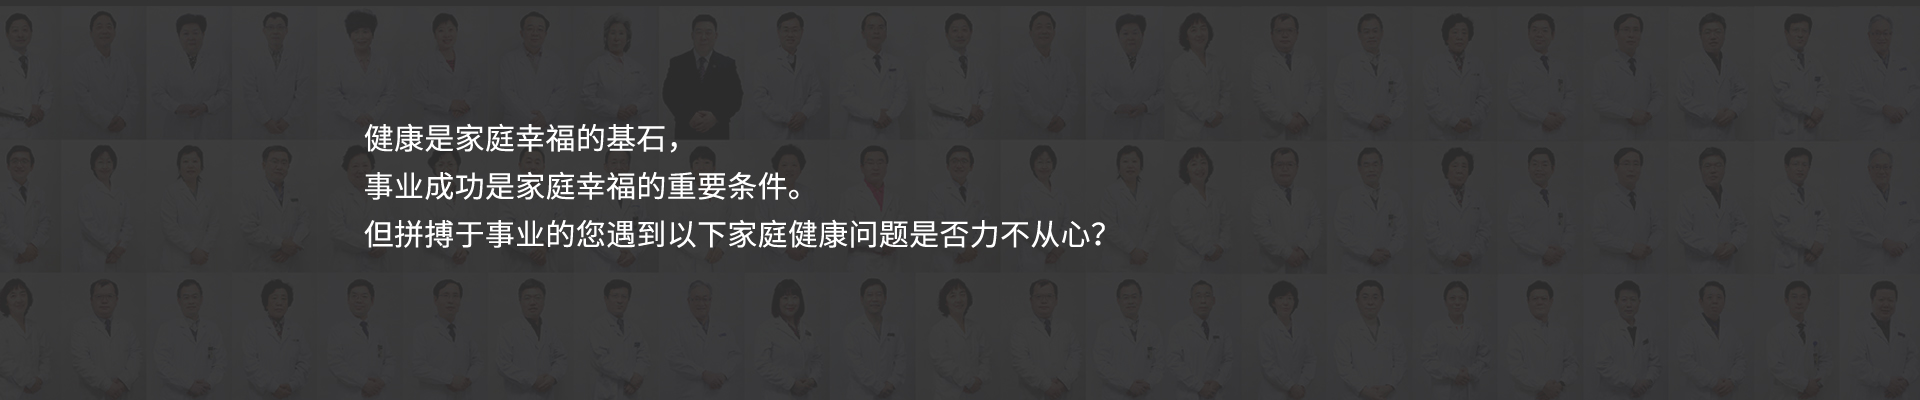 健康是家庭幸福的基石，
事业成功是家庭幸福的重要条件。
但拼搏于事业的您遇到以下家庭健康问题是否力不从心？